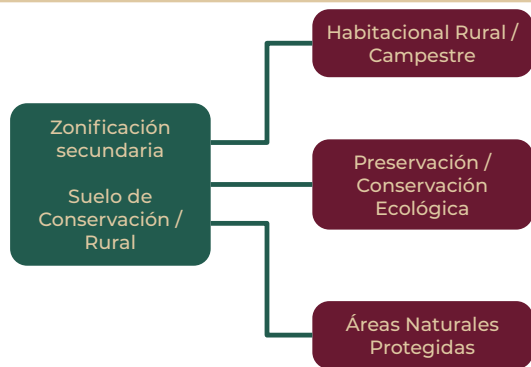 Zonificación
secundaria
Suelo de
Conservación /
Rural
Habitacional Rural /
Campestre
Preservación /
Conservación
Ecológica
Áreas Naturales
Protegidas